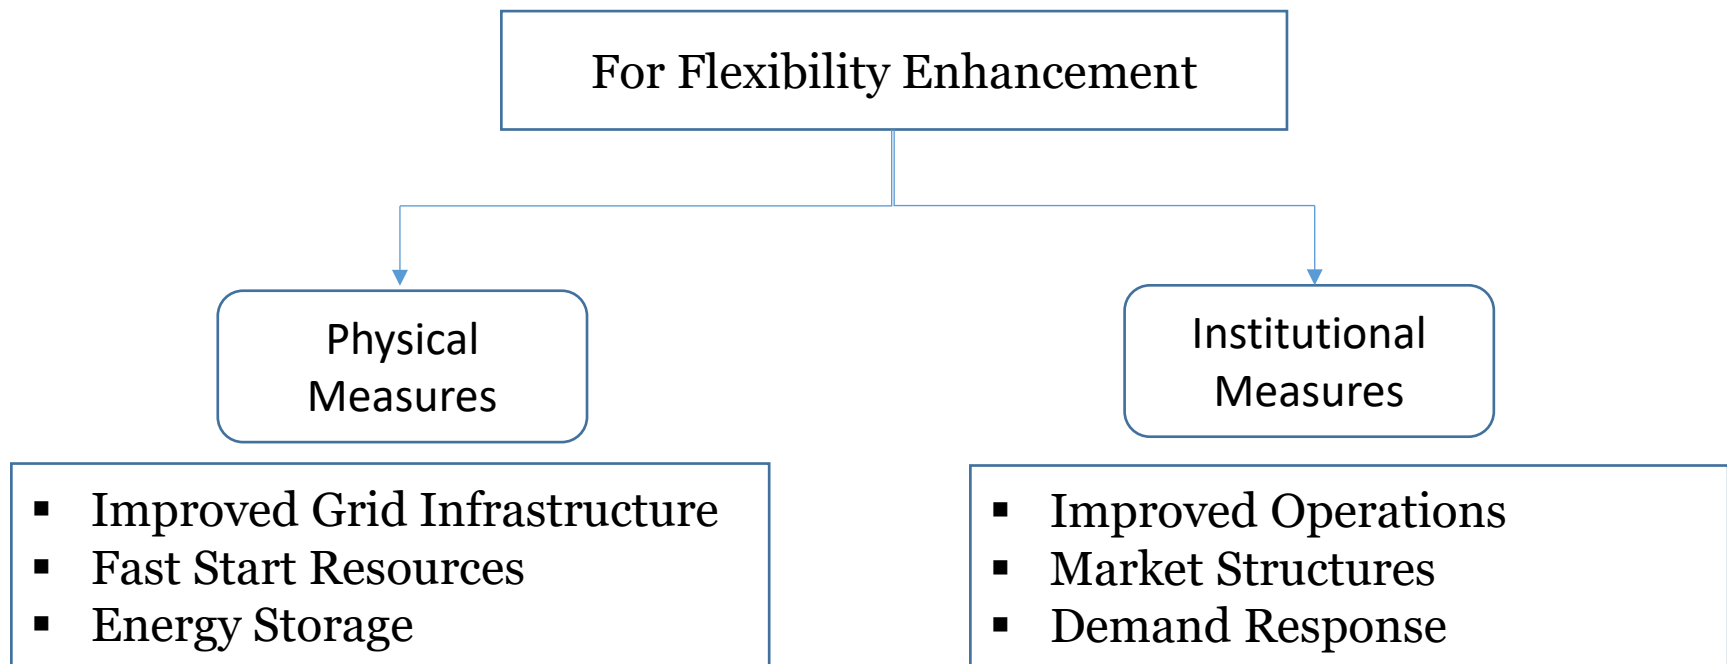 For Flexibility Enhancement
Physical
Measures
Institutional
Measures
▪ Improved Grid Infrastructure
▪ Fast Start Resources
▪ Energy Storage
▪ Improved Operations
▪ Market Structures
▪ Demand Response